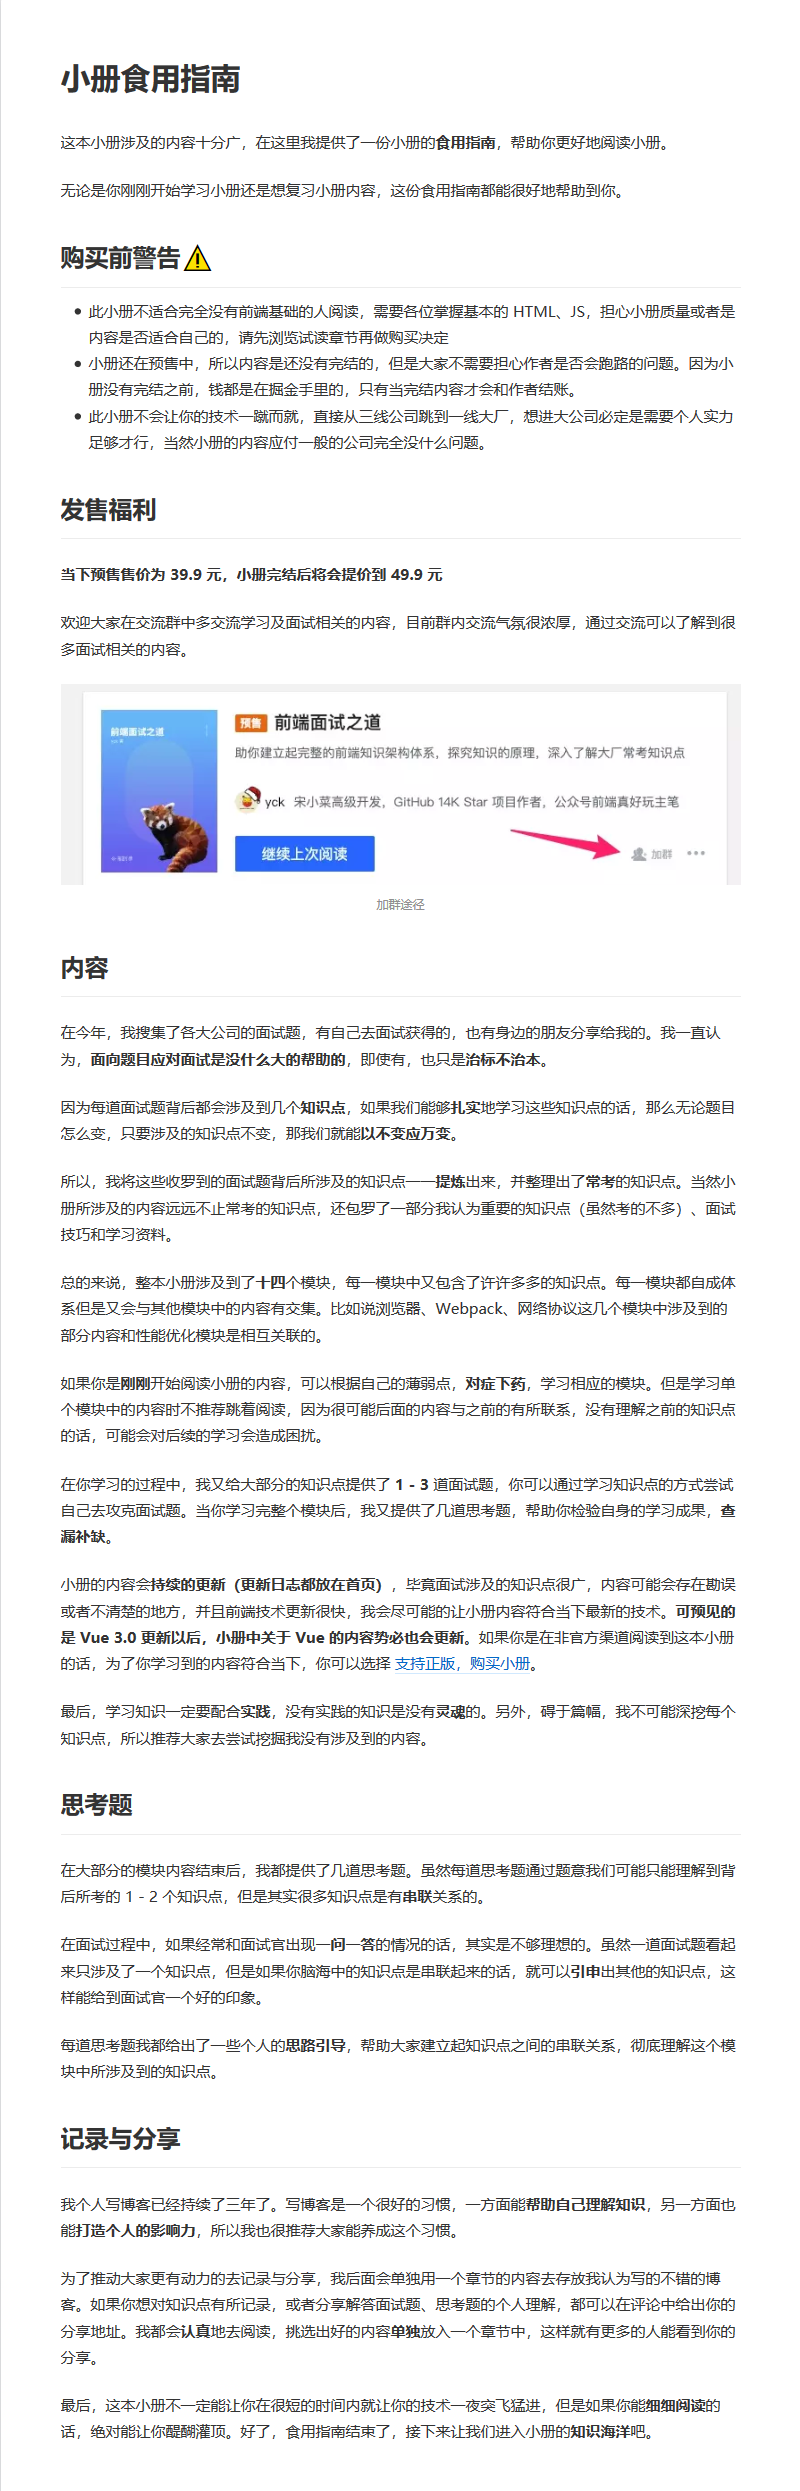 小册食用指南
这本小册涉及的内容十分广，在这里我提供了一份小册的食用指南，帮助你更好地阅读小册。
无论是你刚刚开始学习小册还是想复习小册内容，这份食用指南都能很好地帮助到你。
购买前警告⚠️
此小册不适合完全没有前端基础的人阅读，需要各位掌握基本的 HTML、JS，担心小册质量或者是
内容是否适合自己的，请先浏览试读章节再做购买决定
小册还在预售中，所以内容是还没有完结的，但是大家不需要担心作者是否会跑路的问题。因为小
册没有完结之前，钱都是在掘金手里的，只有当完结内容才会和作者结账。
此小册不会让你的技术一蹴而就，直接从三线公司跳到一线大厂，想进大公司必定是需要个人实力
足够才行，当然小册的内容应付一般的公司完全没什么问题。
发售福利
当下预售售价为 39.9 元，小册完结后将会提价到 49.9 元
欢迎大家在交流群中多交流学习及面试相关的内容，目前群内交流气氛很浓厚，通过交流可以了解到很
多面试相关的内容。
前端面试之道
预售 前端面试之道
助你建立起完整的前端知识架构体系，探究知识的原理，深入了解大厂常考知识点
yck 宋小菜高级开发，GitHub 14K Star 项目作者，公众号前端真好玩主笔
继续上次阅读
加群
加群途径
内容
在今年，我搜集了各大公司的面试题，有自己去面试获得的，也有身边的朋友分享给我的。我一直认
为，面向题目应对面试是没什么大的帮助的，即使有，也只是治标不治本。
因为每道面试题背后都会涉及到几个知识点，如果我们能够扎实地学习这些知识点的话，那么无论题目
怎么变，只要涉及的知识点不变，那我们就能以不变应万变。
所以，我将这些收罗到的面试题背后所涉及的知识点一一提炼出来，并整理出了常考的知识点。当然小
册所涉及的内容远远不止常考的知识点，还包罗了一部分我认为重要的知识点（虽然考的不多）、面试
技巧和学习资料。
总的来说，整本小册涉及到了十四个模块，每一模块中又包含了许许多多的知识点。每一模块都自成体
系但是又会与其他模块中的内容有交集。比如说浏览器、Webpack、网络协议这几个模块中涉及到的
部分内容和性能优化模块是相互关联的。
如果你是刚刚开始阅读小册的内容，可以根据自己的薄弱点，对症下药，学习相应的模块。但是学习单
个模块中的内容时不推荐跳着阅读，因为很可能后面的内容与之前的有所联系，没有理解之前的知识点
的话，可能会对后续的学习会造成困扰。
在你学习的过程中，我又给大部分的知识点提供了 1 - 3 道面试题，你可以通过学习知识点的方式尝试
自己去攻克面试题。当你学习完整个模块后，我又提供了几道思考题，帮助你检验自身的学习成果，查
漏补缺。
小册的内容会持续的更新（更新日志都放在首页），毕竟面试涉及的知识点很广，内容可能会存在勘误
或者不清楚的地方，并且前端技术更新很快，我会尽可能的让小册内容符合当下最新的技术。可预见的
是 Vue 3.0 更新以后，小册中关于 Vue 的内容势必也会更新。如果你是在非官方渠道阅读到这本小册
的话，为了你学习到的内容符合当下，你可以选择 支持正版，购买小册。
最后，学习知识一定要配合实践，没有实践的知识是没有灵魂的。另外，碍于篇幅，我不可能深挖每个
知识点，所以推荐大家去尝试挖掘我没有涉及到的内容。
思考题
在大部分的模块内容结束后，我都提供了几道思考题。虽然每道思考题通过题意我们可能只能理解到背
后所考的 1 - 2 个知识点，但是其实很多知识点是有串联关系的。
在面试过程中，如果经常和面试官出现一问一答的情况的话，其实是不够理想的。虽然一道面试题看起
来只涉及了一个知识点，但是如果你脑海中的知识点是串联起来的话，就可以引申出其他的知识点，这
样能给到面试官一个好的印象。
每道思考题我都给出了一些个人的思路引导，帮助大家建立起知识点之间的串联关系，彻底理解这个模
块中所涉及到的知识点。
记录与分享
我个人写博客已经持续了三年了。写博客是一个很好的习惯，一方面能帮助自己理解知识，另一方面也
能打造个人的影响力，所以我也很推荐大家能养成这个习惯。
为了推动大家更有动力的去记录与分享，我后面会单独用一个章节的内容去存放我认为写的不错的博
客。如果你想对知识点有所记录，或者分享解答面试题、思考题的个人理解，都可以在评论中给出你的
分享地址。我都会认真地去阅读，挑选出好的内容单独放入一个章节中，这样就有更多的人能看到你的
分享。
最后，这本小册不一定能让你在很短的时间内就让你的技术一夜突飞猛进，但是如果你能细细阅读的
话，绝对能让你醍醐灌顶。好了，食用指南结束了，接下来让我们进入小册的知识海洋吧。